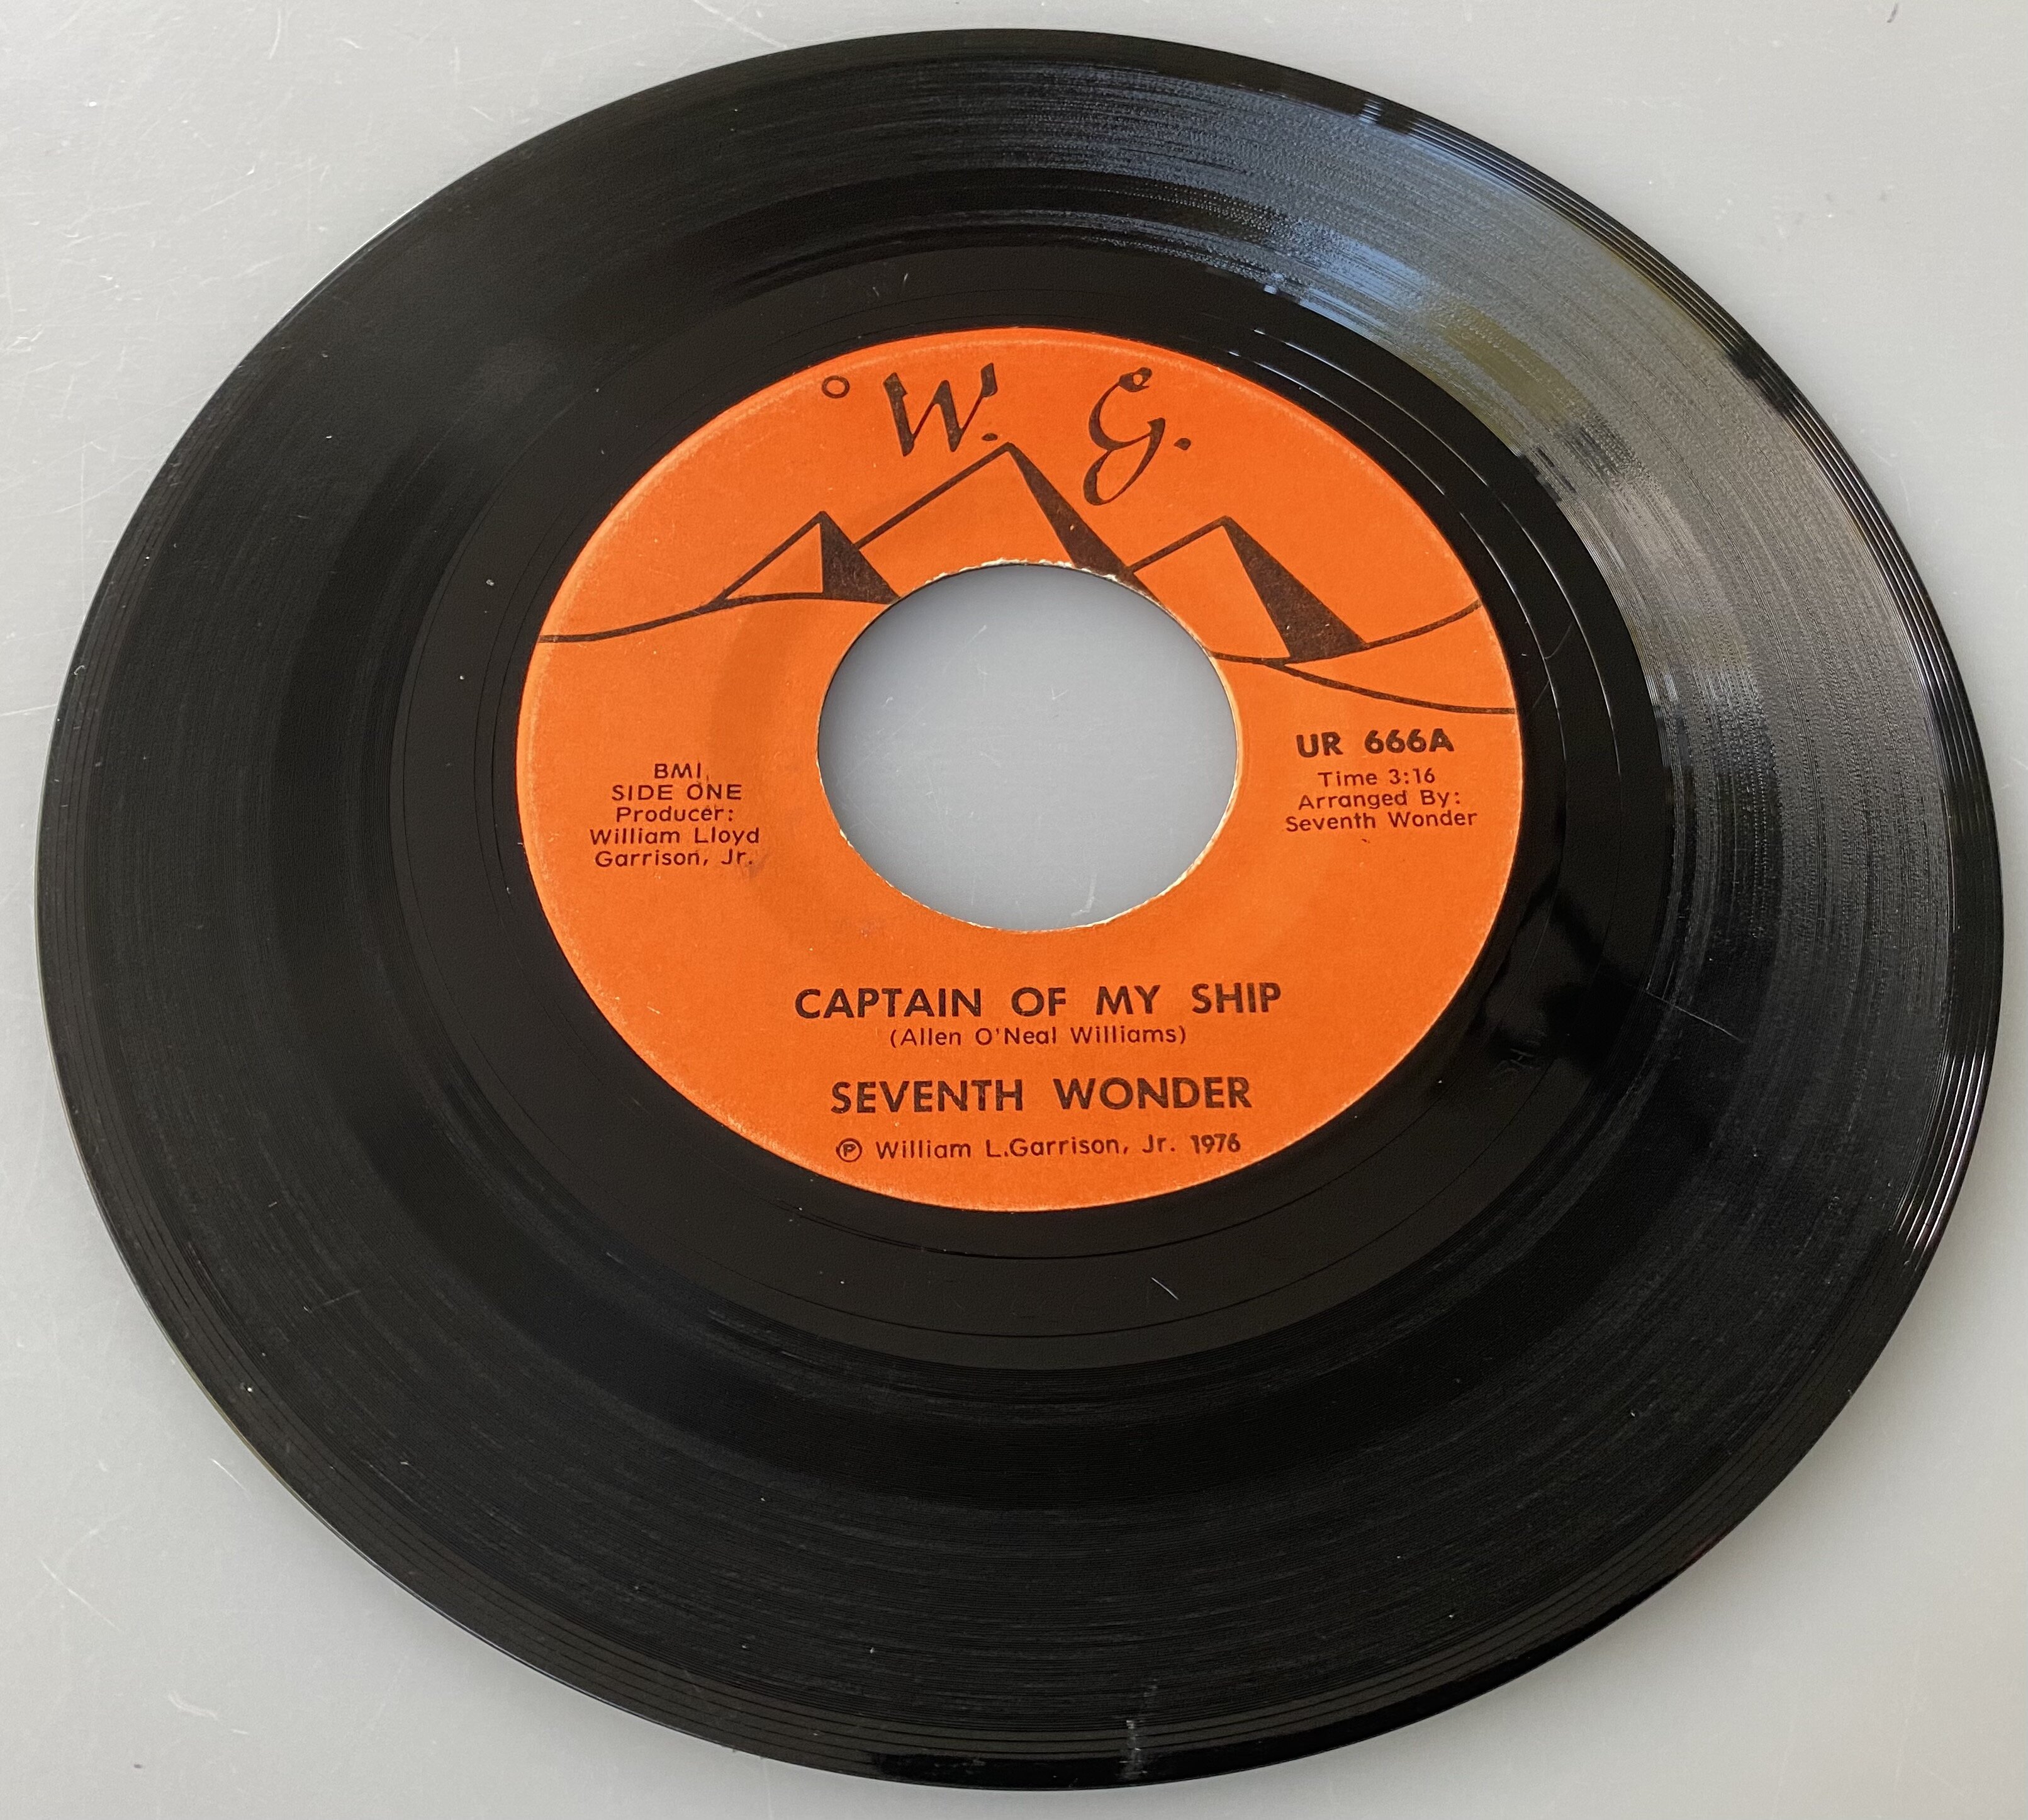 W. G.
UR 666A
Time 3:16
Arranged By:
Seventh Wonder
BMI
SIDE ONE
Producer:
William Lloyd
Garrison, Jr.
CAPTAIN OF MY SHIP
(Allen O'Neal Williams)
SEVENTH WONDER
℗ William L.Garrison, Jr. 1976